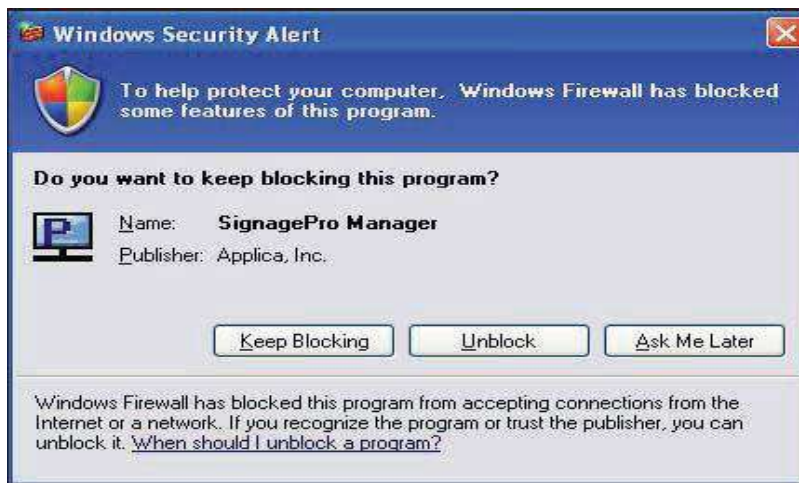 Windows Security Alert
To help protect your computer, Windows Firewall has blocked
some features of this program.
Do you want to keep blocking this program?
P
Name: SignagePro Manager
Publisher: Applica, Inc.
Keep Blocking Unblock Ask Me Later
Windows Firewall has blocked this program from accepting connections from the
Internet or a network. If you recognize the program or trust the publisher, you can
unblock it. When should I unblock a program?